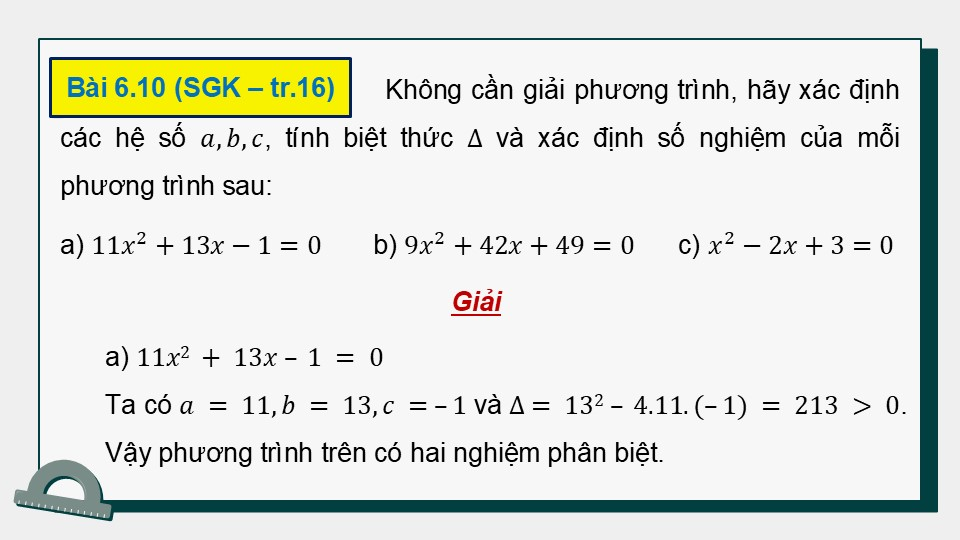 Bài 6.10 (SGK – tr.16) Không cần giải phương trình, hãy xác định
các hệ số 𝑎, 𝑏, 𝑐, tính biệt thức Δ và xác định số nghiệm của mỗi
phương trình sau:
a) 11𝑥² + 13𝑥 − 1 = 0 b) 9𝑥² + 42𝑥 + 49 = 0 c) 𝑥² − 2𝑥 + 3 = 0
Giải
a) 11𝑥² + 13𝑥 – 1 = 0
Ta có 𝑎 = 11, 𝑏 = 13, 𝑐 = – 1 và Δ = 13² – 4.11. (– 1) = 213 > 0.
Vậy phương trình trên có hai nghiệm phân biệt.